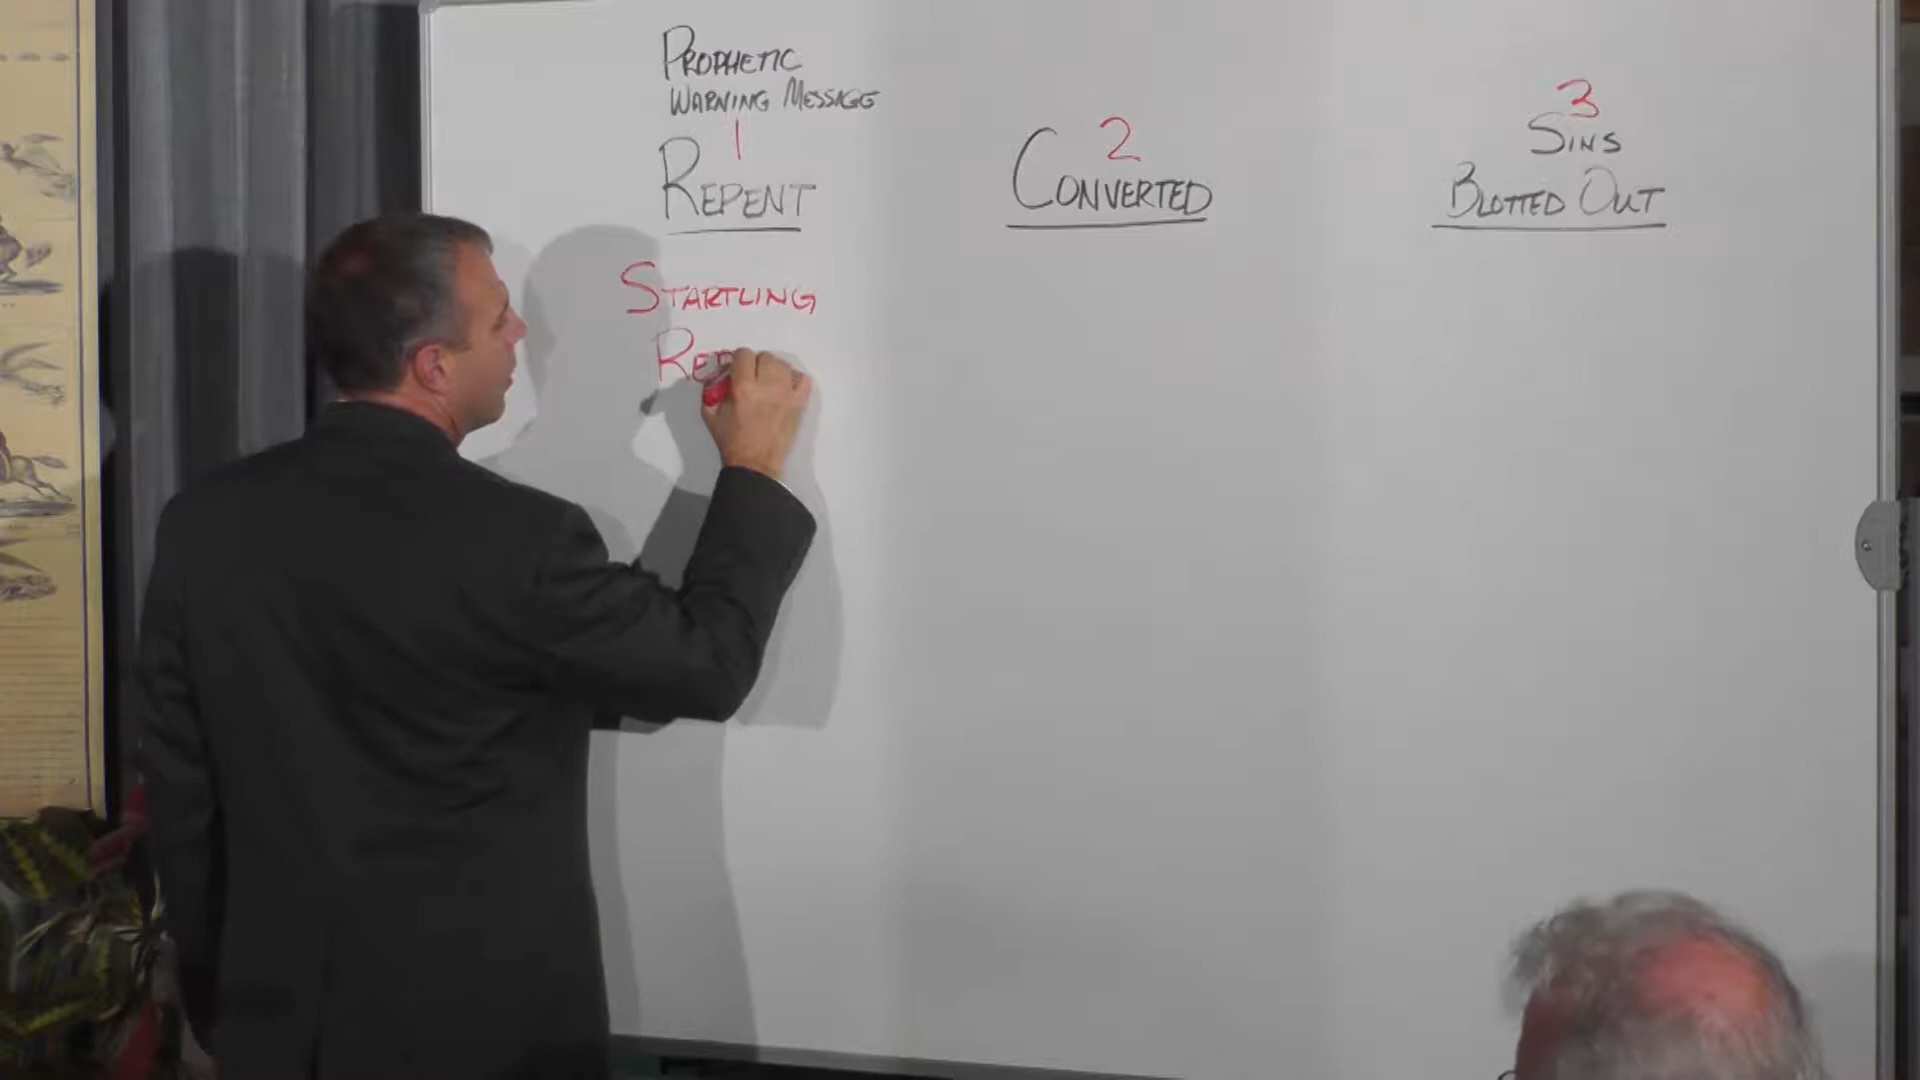 PROPHETIC
WARNING MESSAGE
1
REPENT
STARTLING
2
CONVERTED
3
SINS
BLOTTED OUT